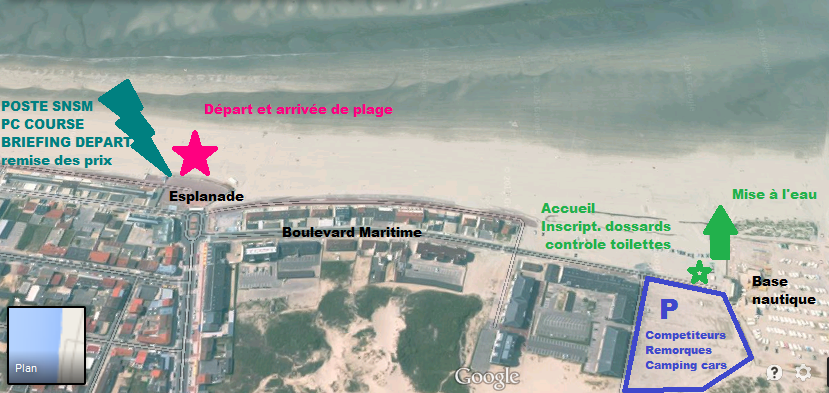 POSTE SNSM
PC COURSE
BRIEFING DEPART
remise des prix
Départ et arrivée de plage
Esplanade
Boulevard Maritime
Accueil
Inscript. dossards
contrôle toilettes
Mise à l'eau
Base
nautique
P
Competiteurs
Remorques
Camping cars
Plan
Google
?